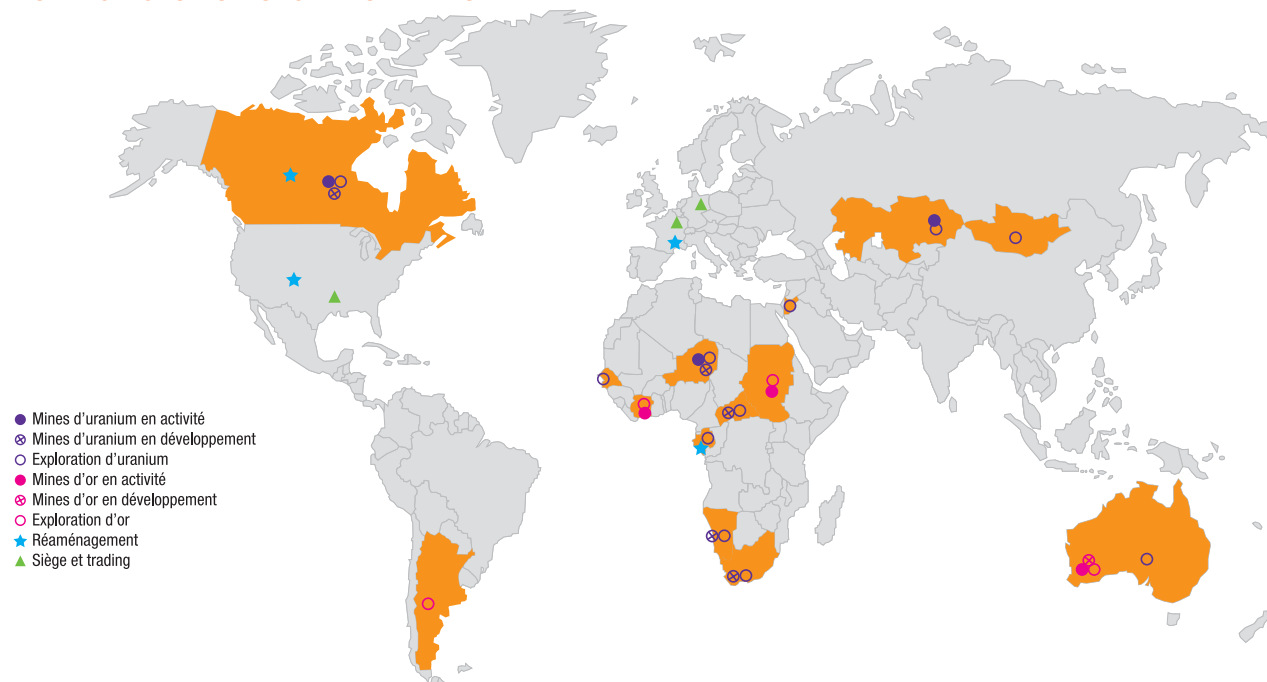 Mines d'uranium en activité
Mines d'uranium en développement
Exploration d'uranium
Mines d'or en activité
Mines d'or en développement
Exploration d'or
Réaménagement
Siège et trading